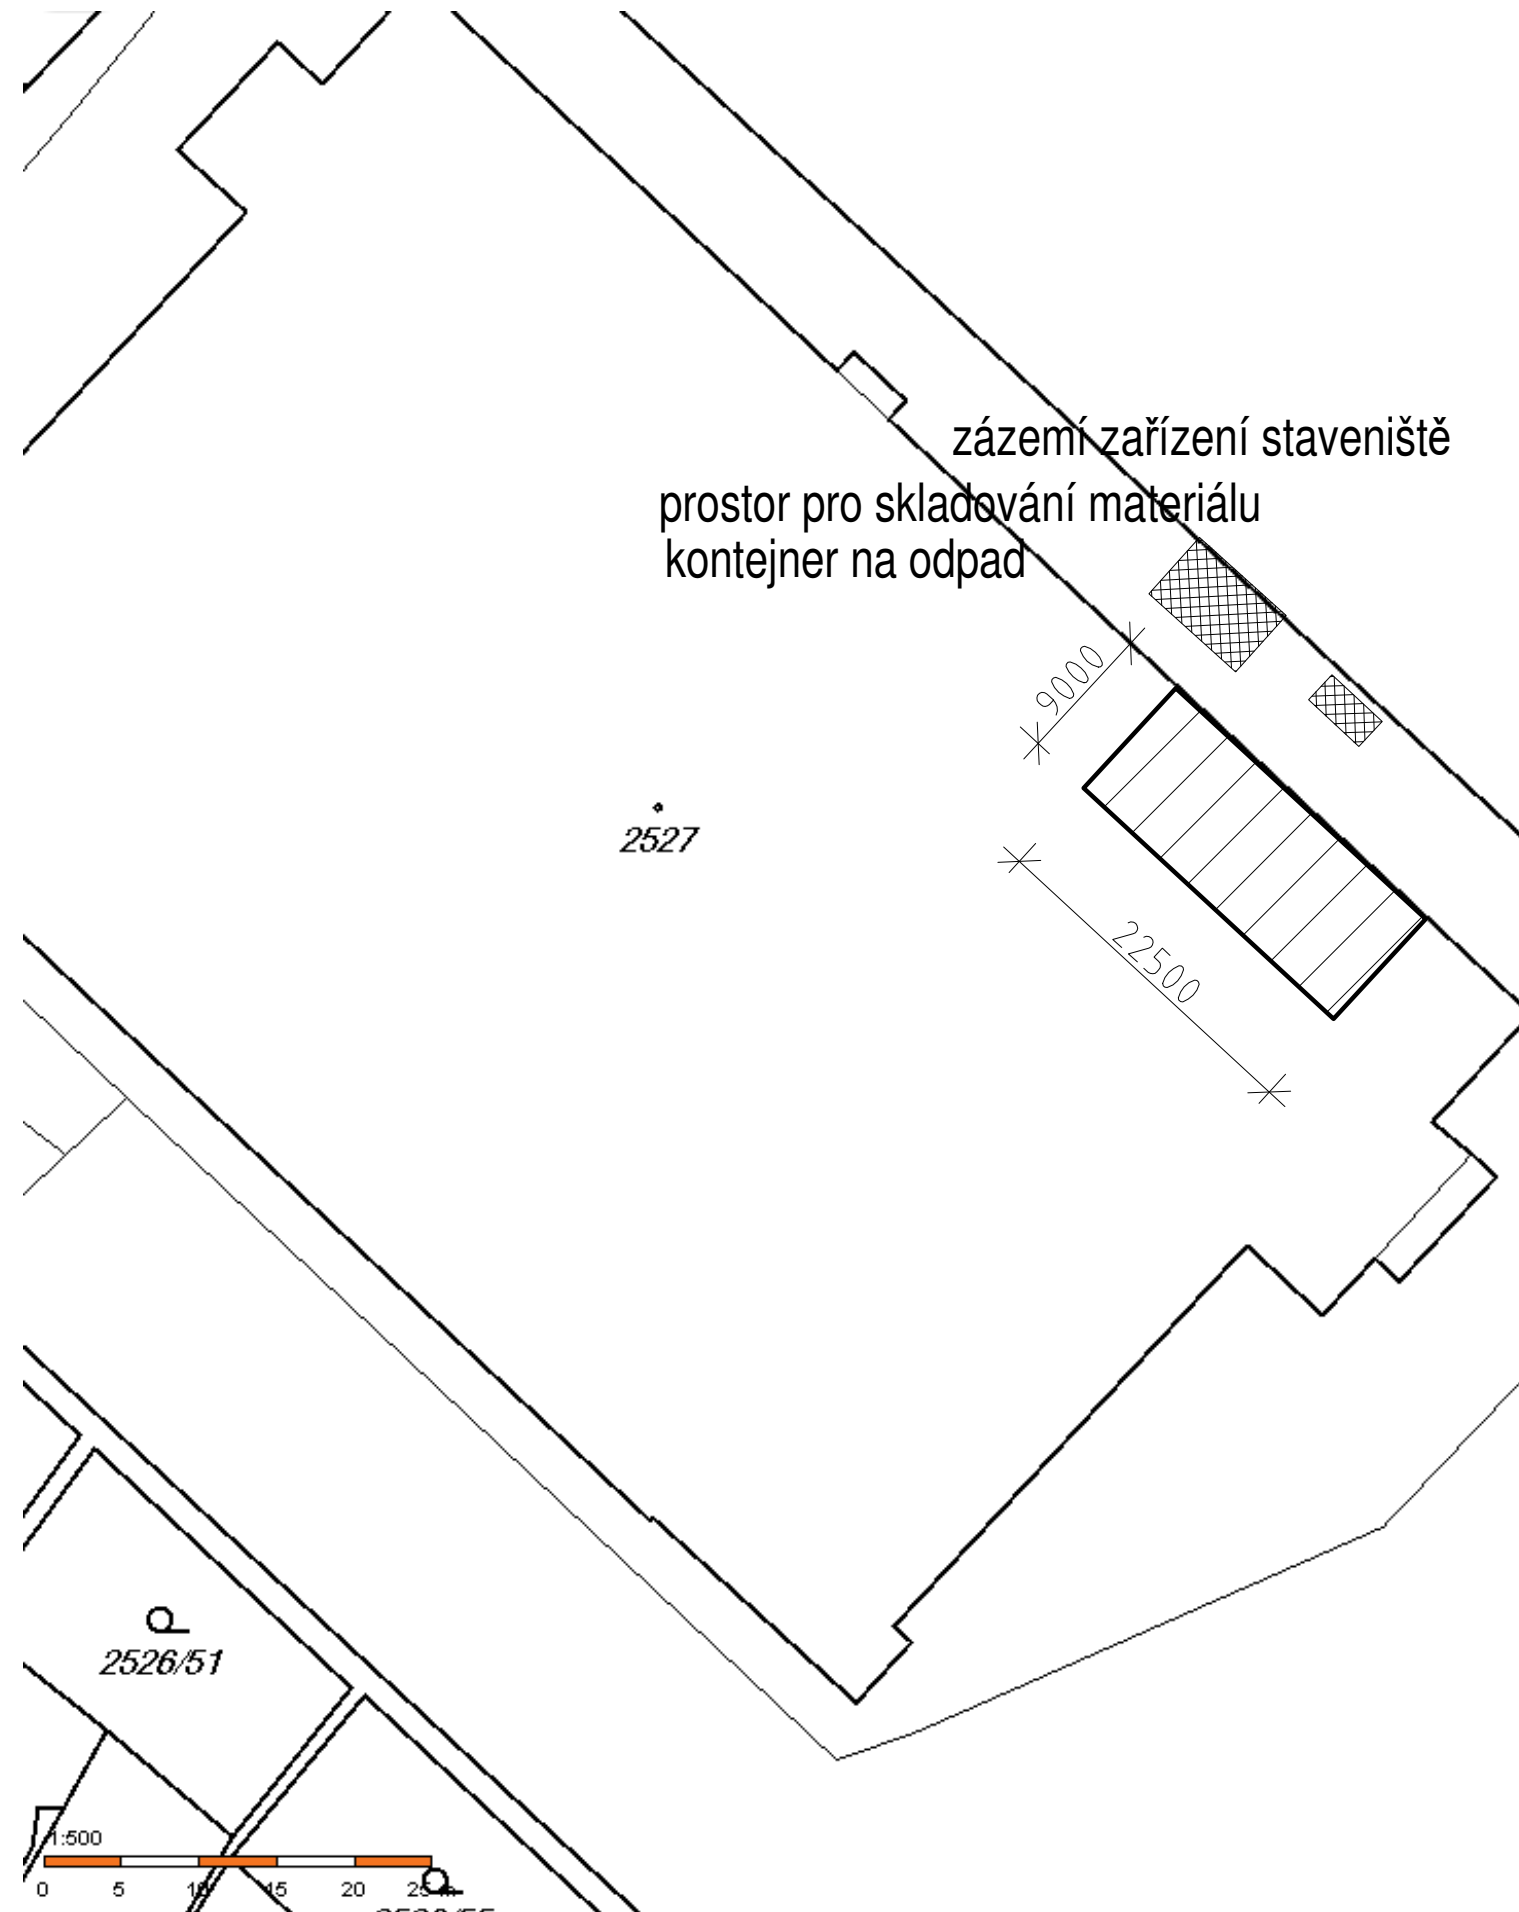 zázemí zařízení staveniště
prostor pro skladování materiálu
kontejner na odpad
9000
2527
22500
2526/51
1:500
0 5 10 15 20 25